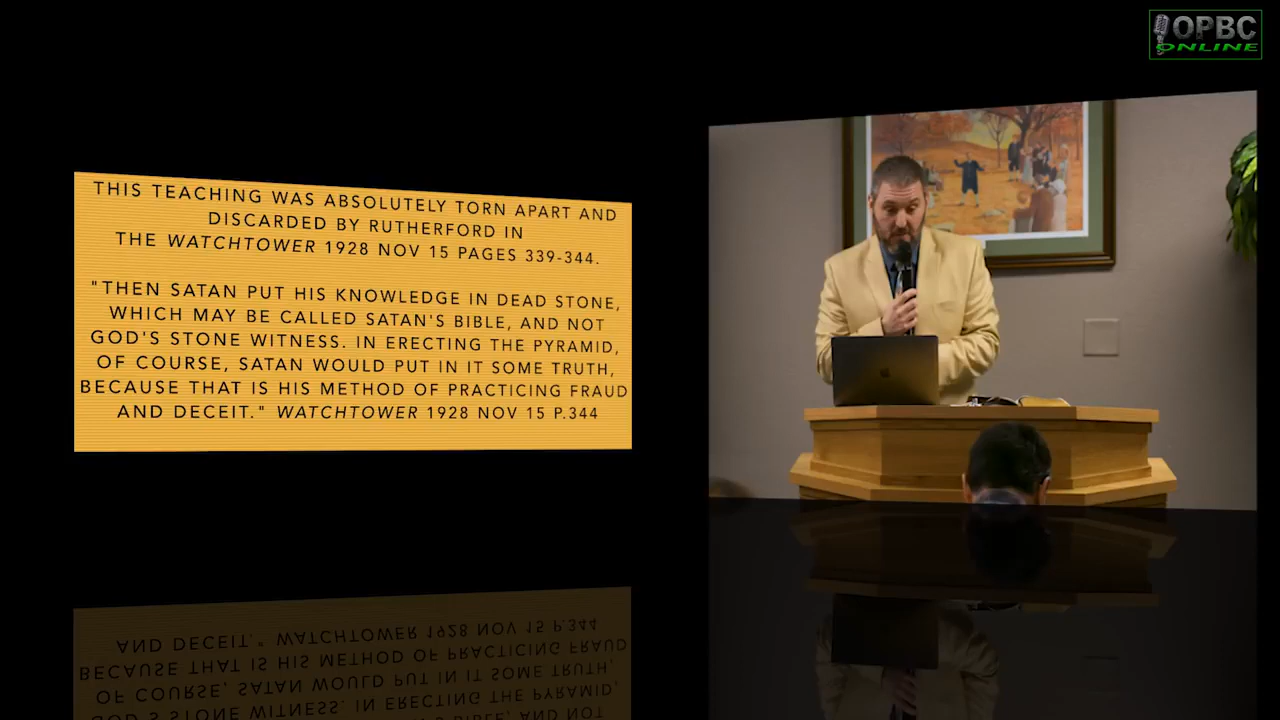 OPBC
ONLINE
THIS TEACHING WAS ABSOLUTELY TORN APART AND
DISCARDED BY RUTHERFORD IN
THE WATCHTOWER 1928 NOV 15 PAGES 339-344.
"THEN SATAN PUT HIS KNOWLEDGE IN DEAD STONE,
WHICH MAY BE CALLED SATAN'S BIBLE, AND NOT
GOD'S STONE WITNESS. IN ERECTING THE PYRAMID,
OF COURSE, SATAN WOULD PUT IN IT SOME TRUTH,
BECAUSE THAT IS HIS METHOD OF PRACTICING FRAUD
AND DECEIT." WATCHTOWER 1928 NOV 15 P.344